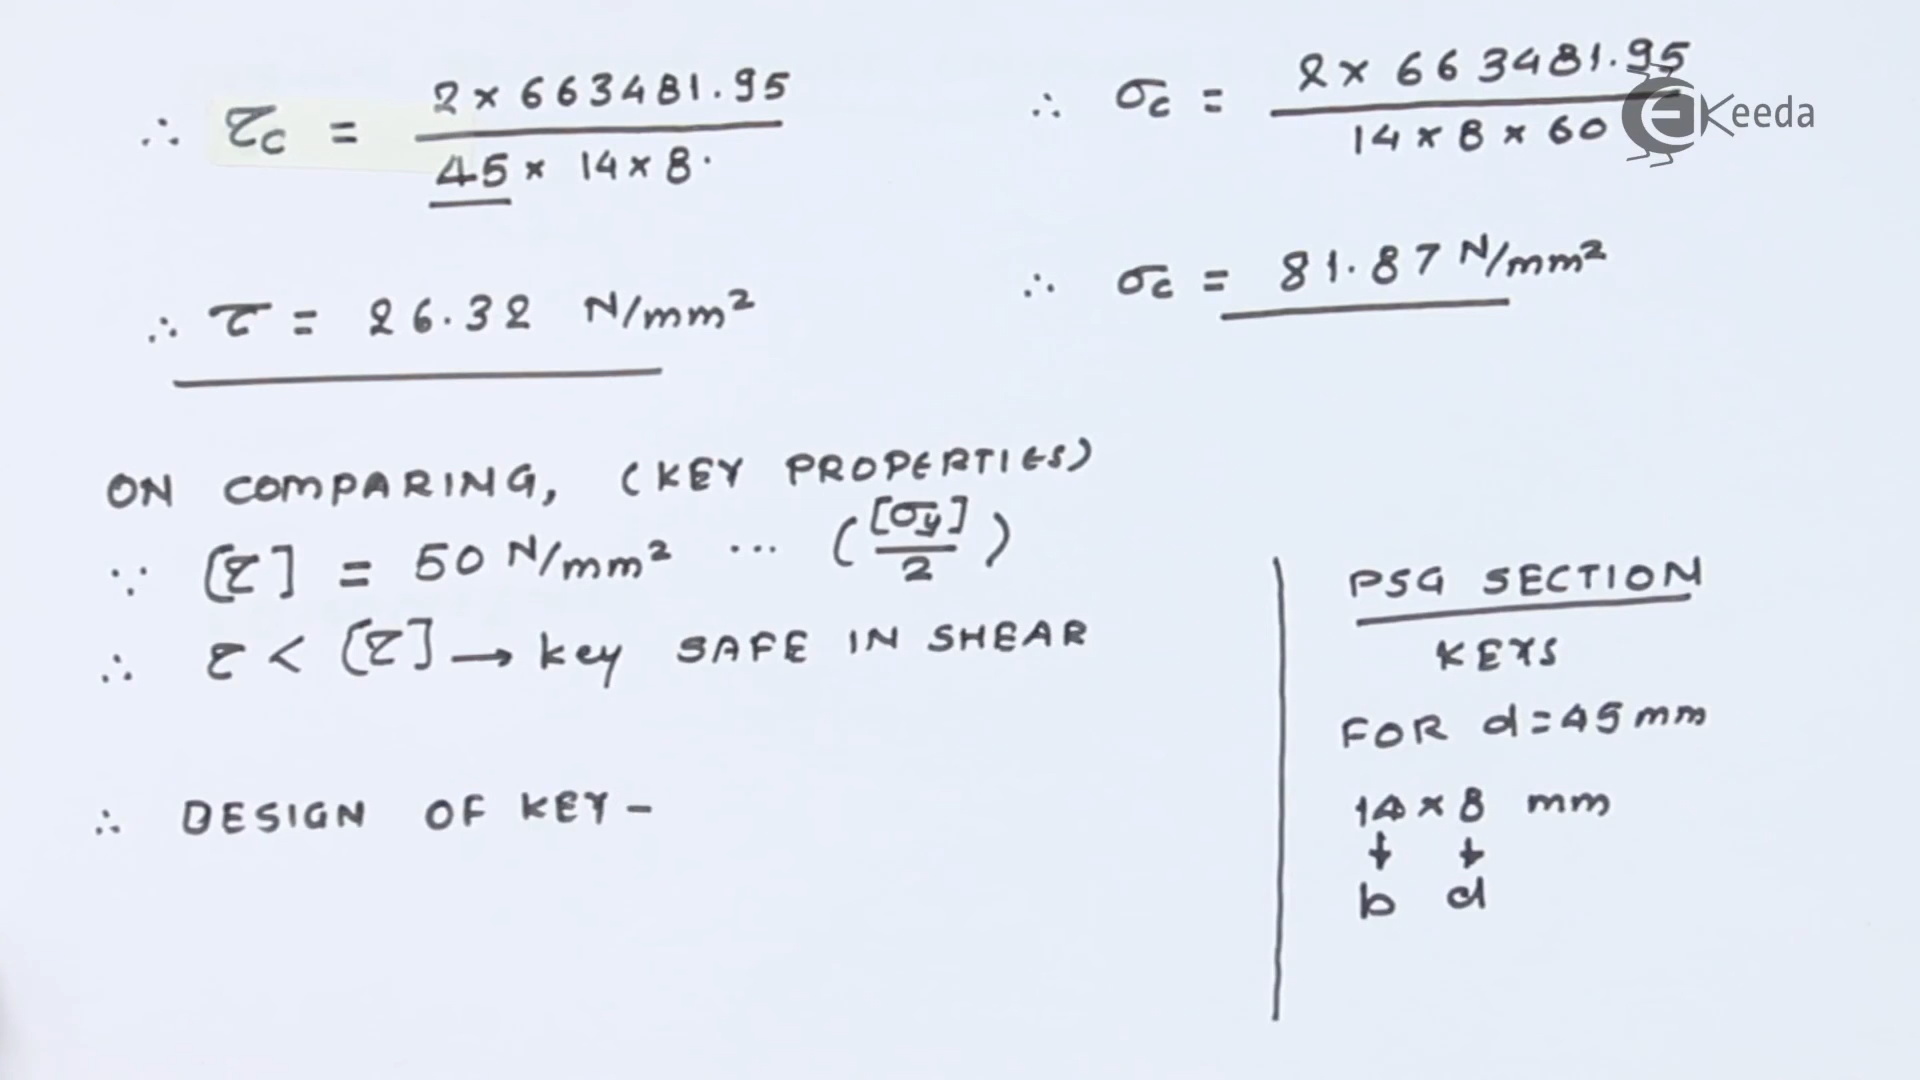 ∴ τc = 2 × 663481.95 / 45 × 14 × 8
∴ τ = 26.32 N/mm²
∴ σc = 2 × 663481.95 / 14 × 8 × 60
∴ σc = 81.87 N/mm²
EKeeda
ON COMPARING, (KEY PROPERTIES)
∵ [τ] = 50 N/mm² ... ([σy]/2)
∴ τ < [τ] → key SAFE IN SHEAR
∴ DESIGN OF KEY -
PSG SECTION
KEYS
FOR d=45mm
14 × 8 mm
↓ ↓
b d